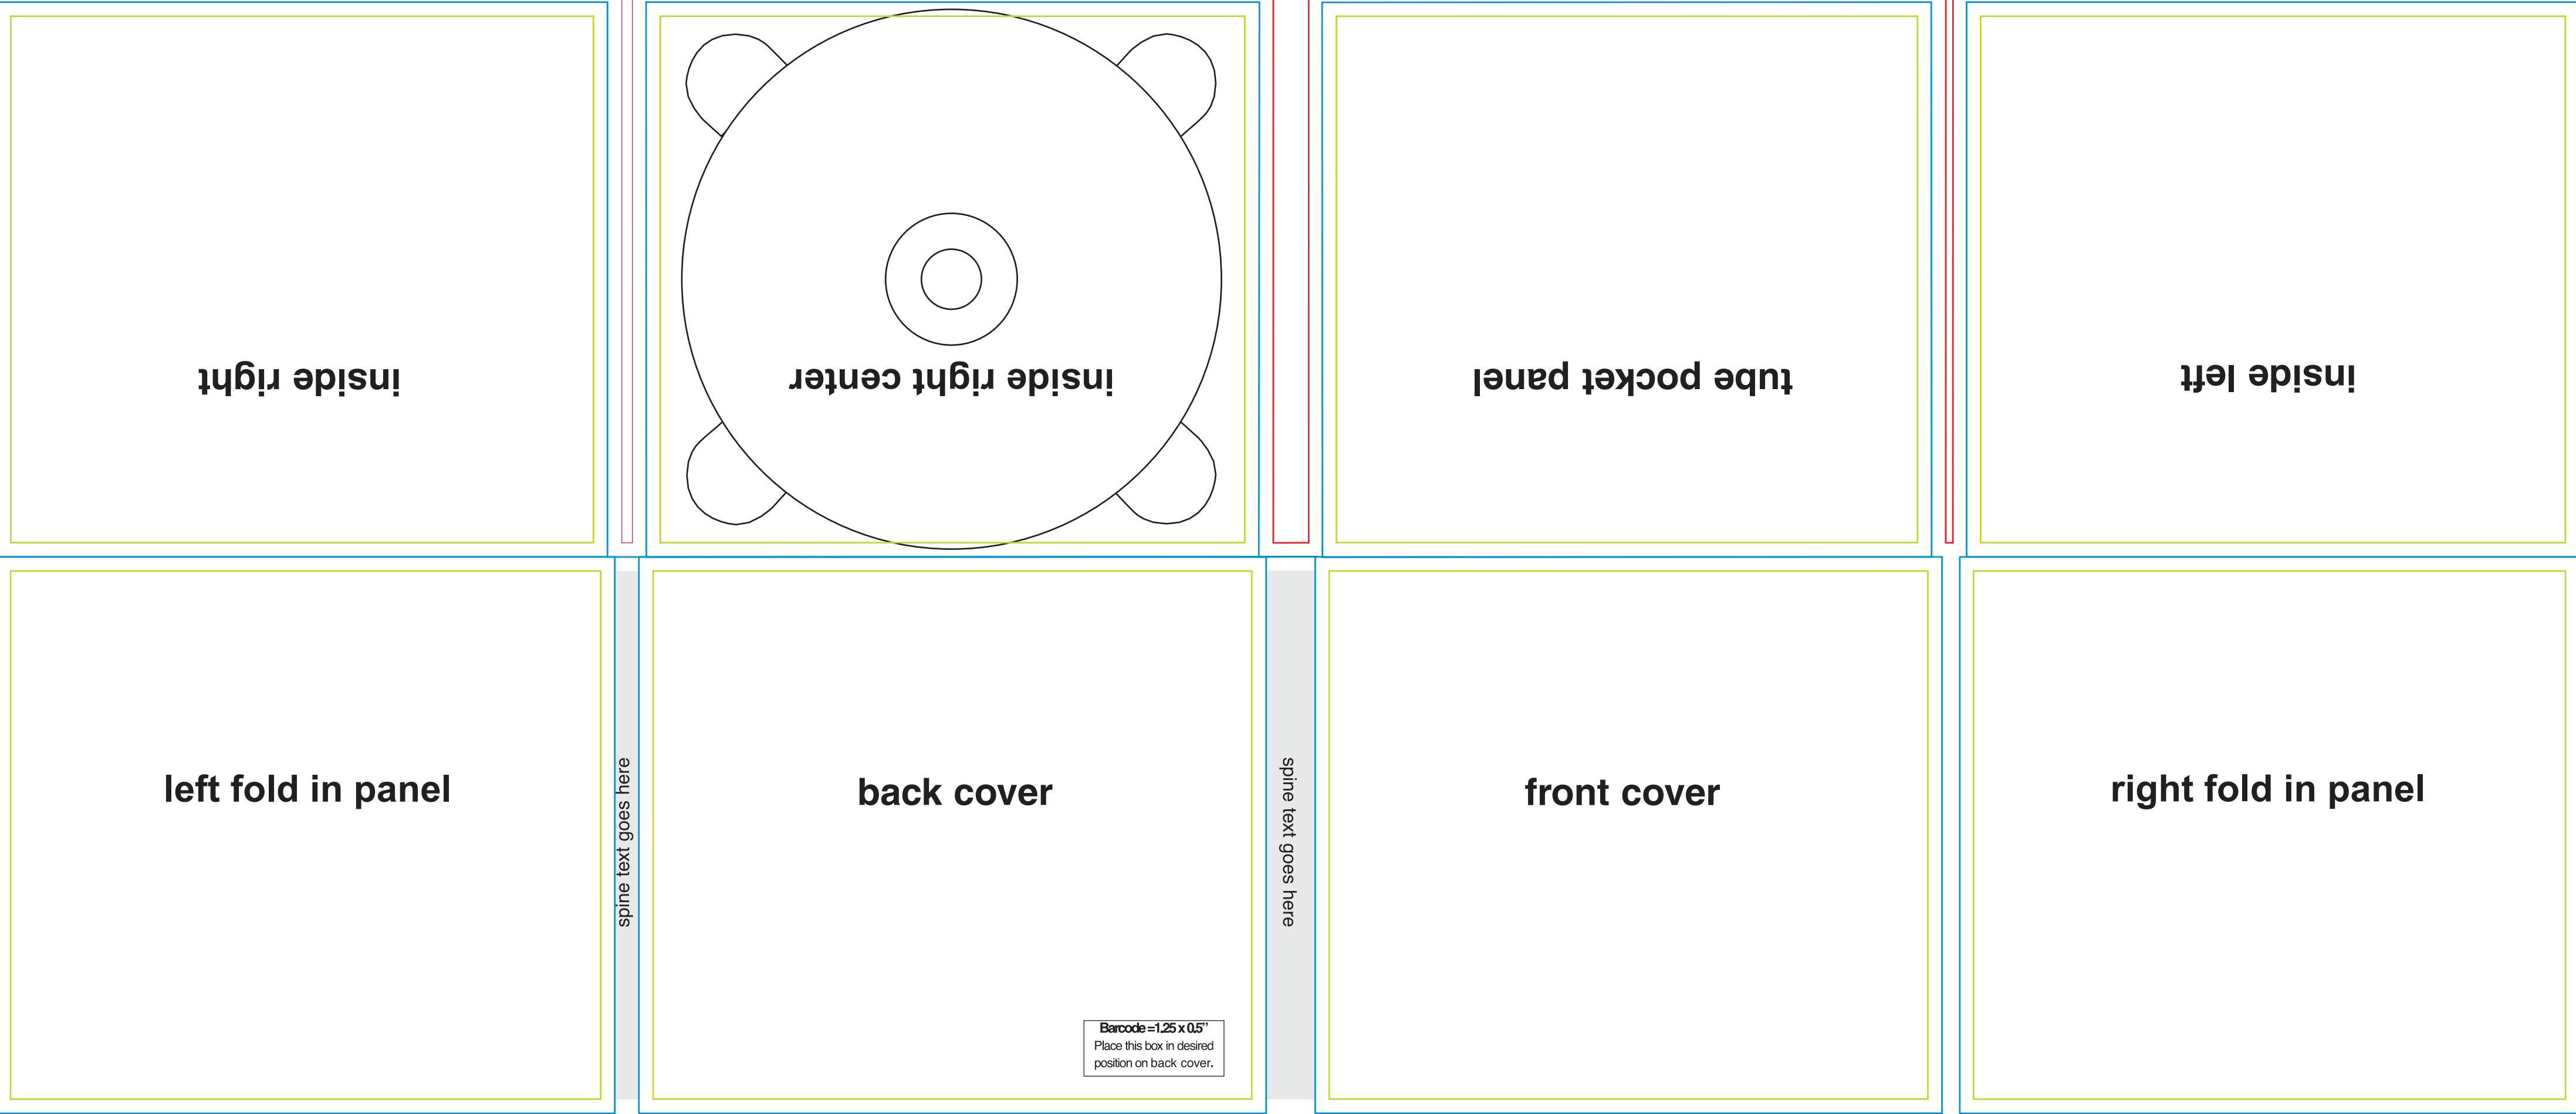 inside right
inside right center
tube pocket panel
inside left
left fold in panel
spine text goes here
back cover
spine text goes here
front cover
right fold in panel
Barcode =1.25 x 0.5"
Place this box in desired
position on back cover.